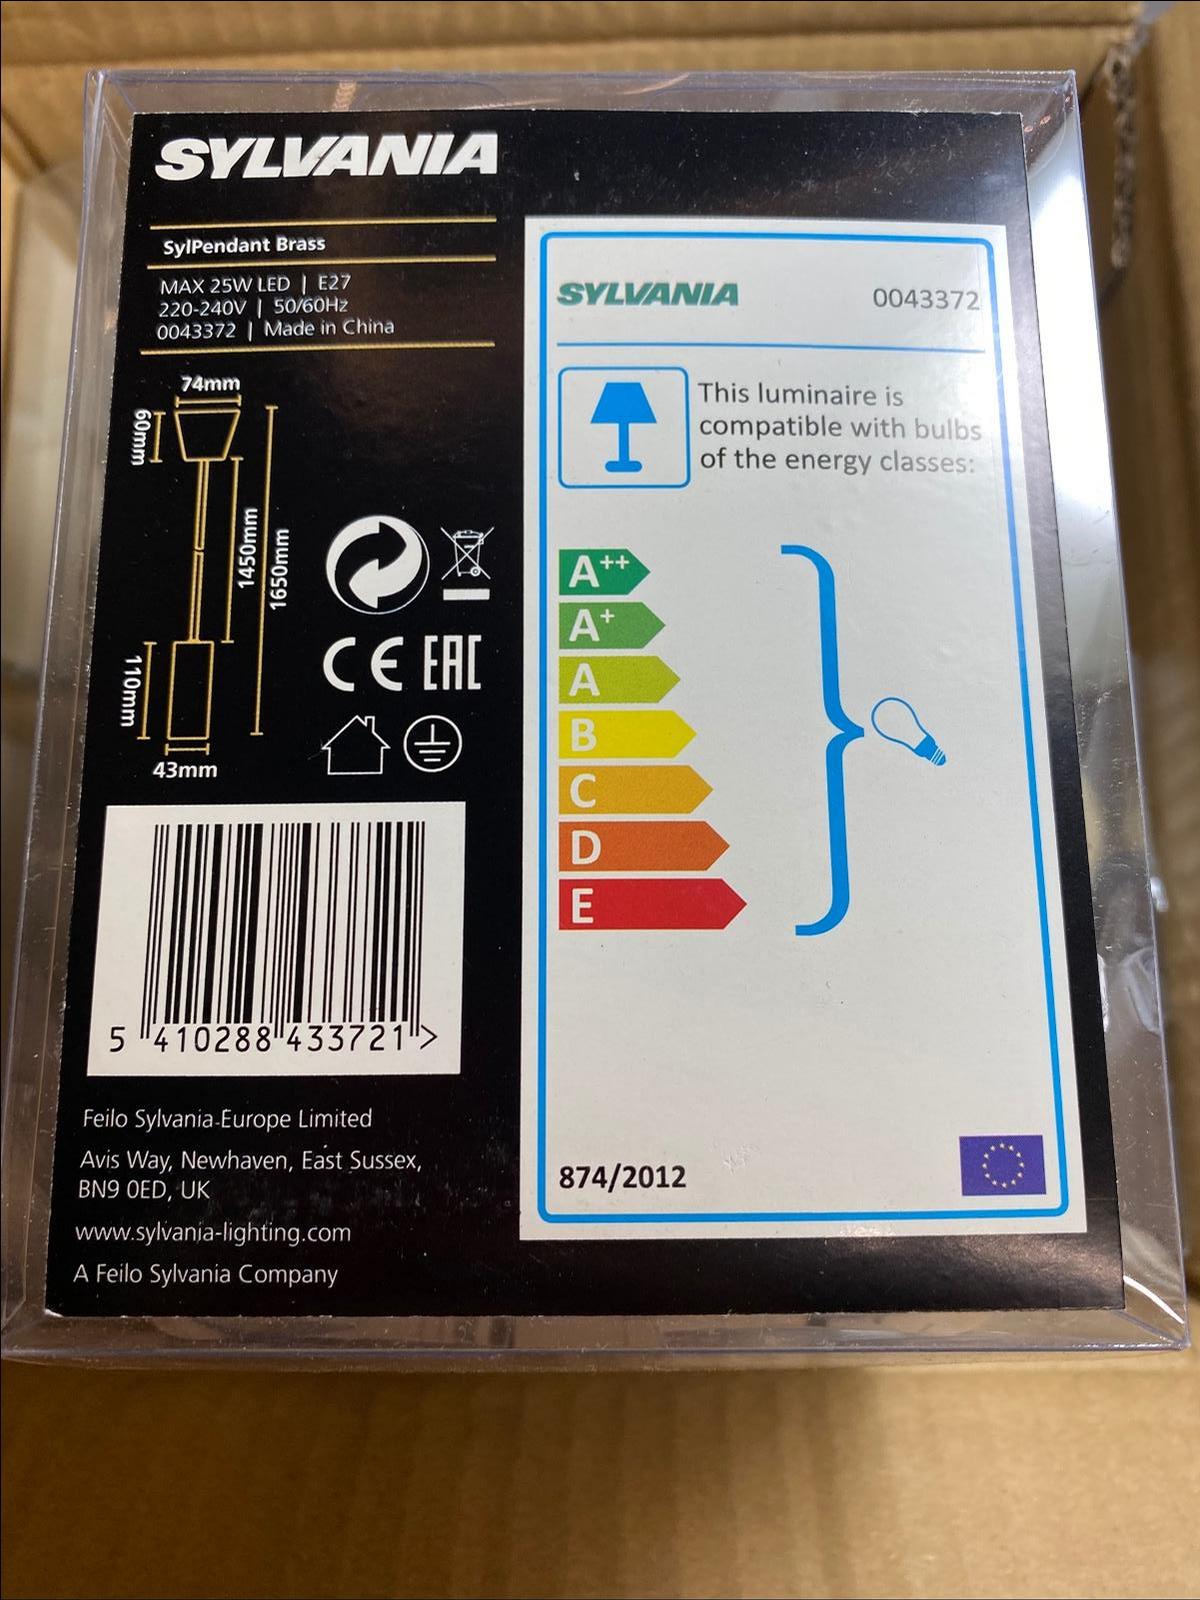 SYLVANIA
SylPendant Brass
MAX 25W LED | E27
220-240V | 50/60Hz
0043372 | Made in China
74mm
60mm
1450mm
1650mm
110mm
43mm
CE EAC
5 410288 433721 >
Feilo Sylvania Europe Limited
Avis Way, Newhaven, East Sussex,
BN9 0ED, UK
www.sylvania-lighting.com
A Feilo Sylvania Company
SYLVANIA 0043372
This luminaire is
compatible with bulbs
of the energy classes:
A++
A+
A
B
C
D
E
874/2012